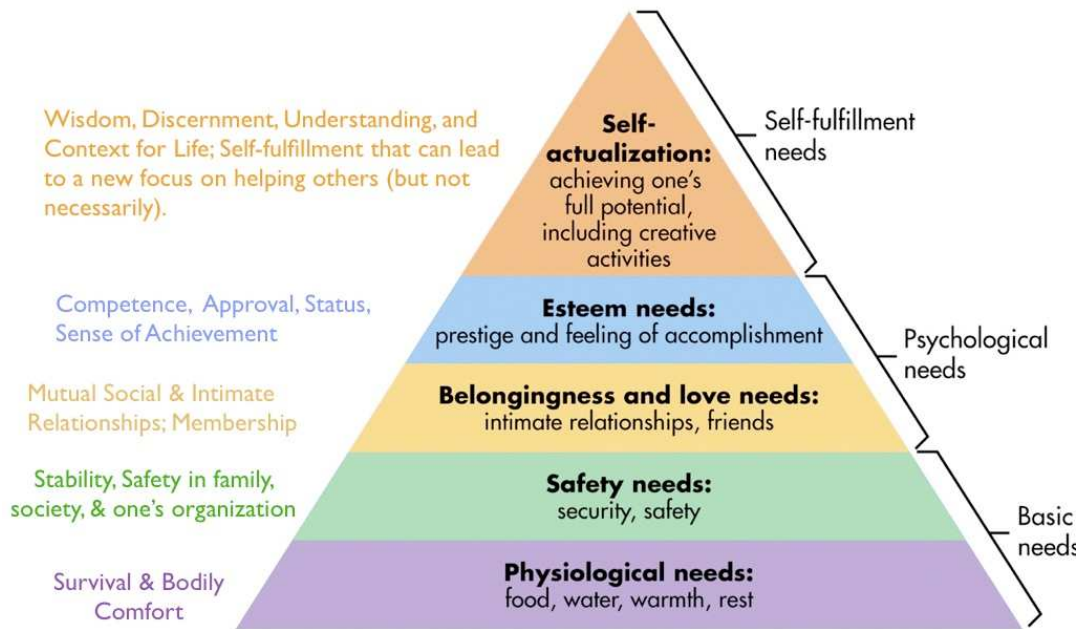 Wisdom, Discernment, Understanding, and
Context for Life; Self-fulfillment that can lead
to a new focus on helping others (but not
necessarily).
Self-
actualization:
achieving one's
full potential,
including creative
activities
Self-fulfillment
needs
Competence, Approval, Status,
Sense of Achievement
Esteem needs:
prestige and feeling of accomplishment
Psychological
needs
Mutual Social & Intimate
Relationships; Membership
Belongingness and love needs:
intimate relationships, friends
Stability, Safety in family,
society, & one's organization
Safety needs:
security, safety
Basic
needs
Survival & Bodily
Comfort
Physiological needs:
food, water, warmth, rest